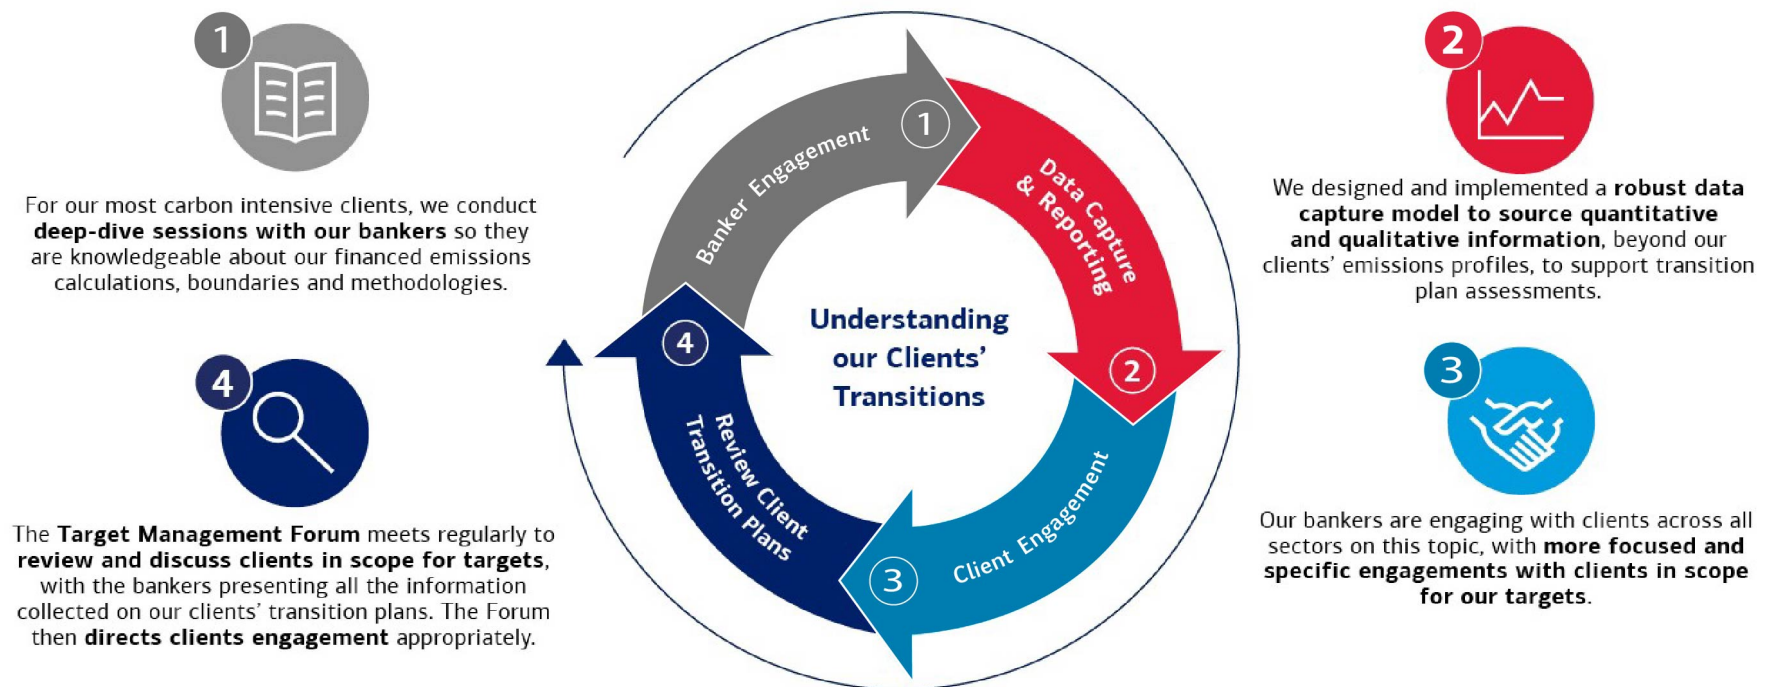 1
For our most carbon intensive clients, we conduct
deep-dive sessions with our bankers so they
are knowledgeable about our financed emissions
calculations, boundaries and methodologies.
2
We designed and implemented a robust data
capture model to source quantitative
and qualitative information, beyond our
clients' emissions profiles, to support transition
plan assessments.
3
Our bankers are engaging with clients across all
sectors on this topic, with more focused and
specific engagements with clients in scope
for our targets.
4
The Target Management Forum meets regularly to
review and discuss clients in scope for targets,
with the bankers presenting all the information
collected on our clients' transition plans. The Forum
then directs clients engagement appropriately.
Understanding
our Clients'
Transitions
Banker Engagement
1
Data Capture
& Reporting
2
Client Engagement
3
Review Client
Transition Plans
4